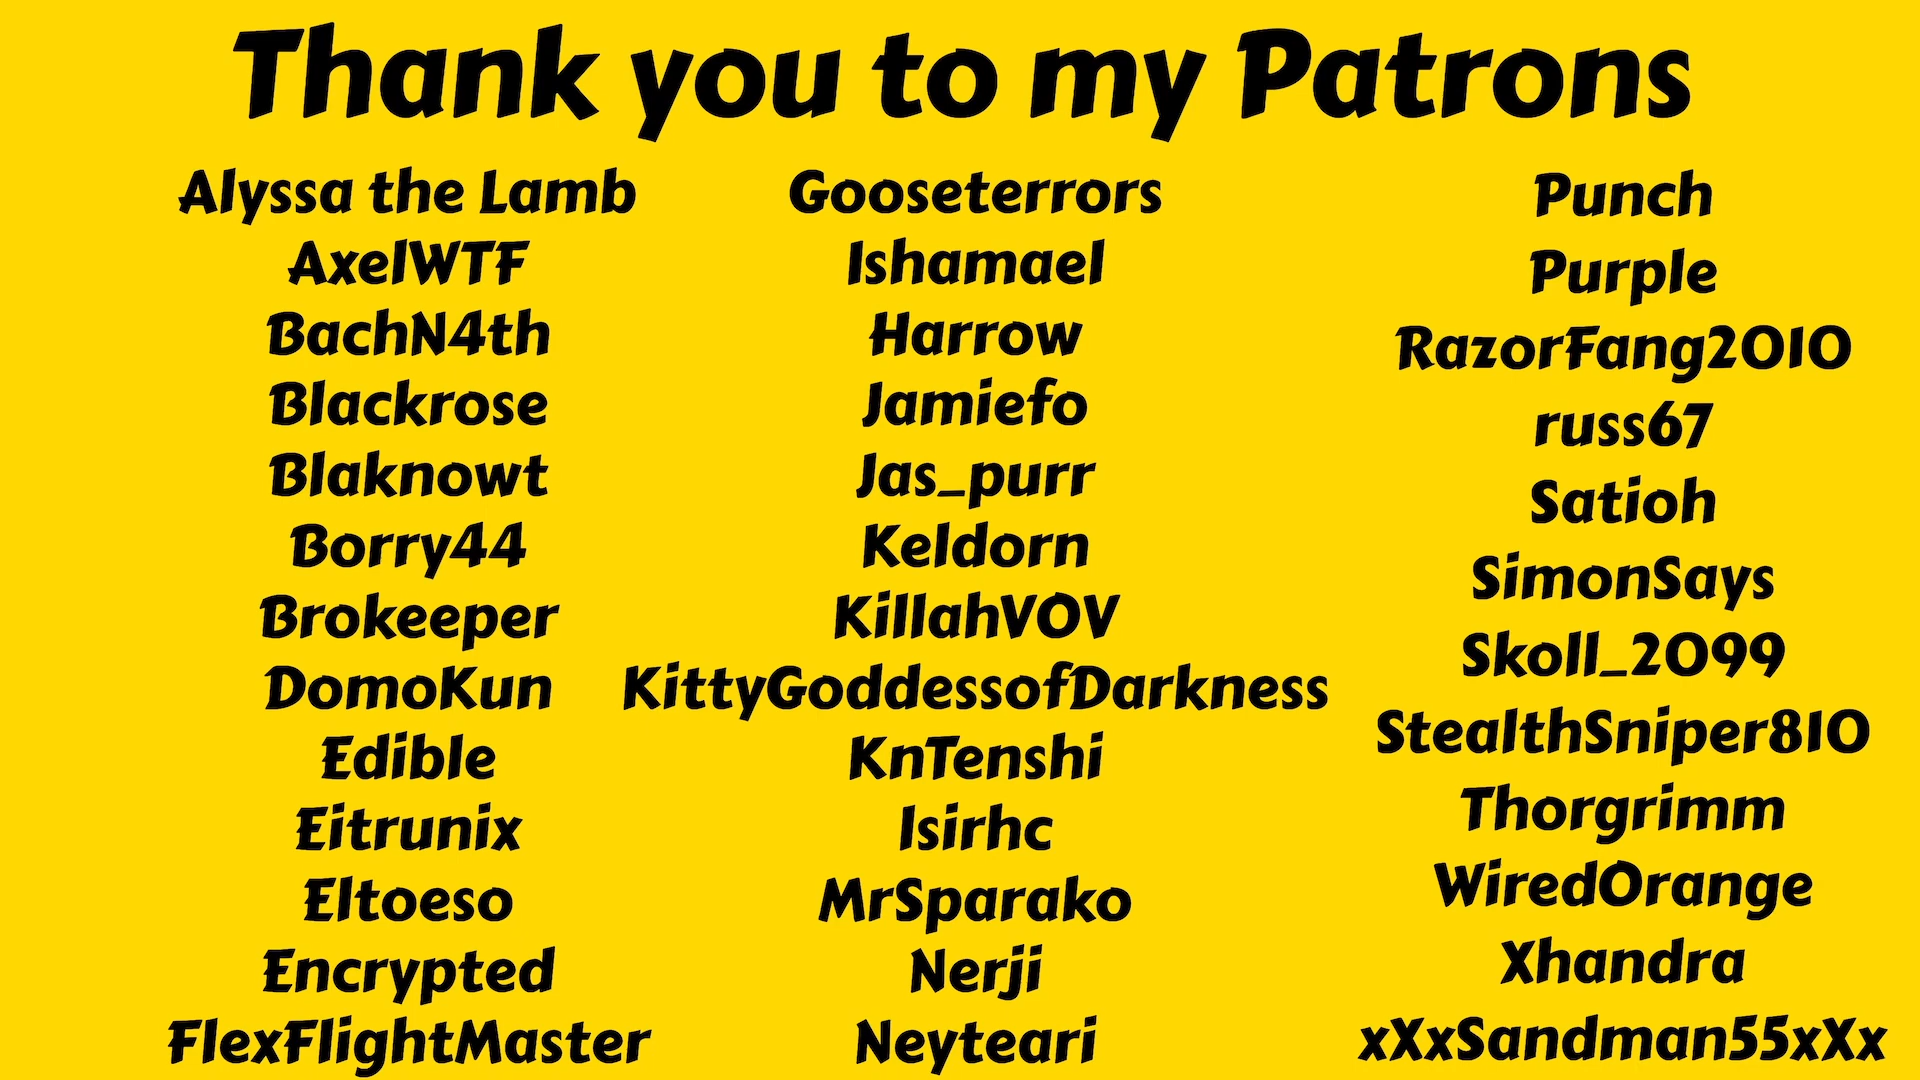 Thank you to my Patrons
Alyssa the Lamb
AxelWTF
BachN4th
Blackrose
Blaknowt
Borry44
Brokeeper
DomoKun
Edible
Eitrunix
Eltoeso
Encrypted
FlexFlightMaster
Gooseterrors
Ishamael
Harrow
Jamiefo
Jas_purr
Keldorn
KillahVOV
KittyGoddessofDarkness
KnTenshi
lsirhc
MrSparako
Nerji
Neyteari
Punch
Purple
RazorFang2010
russ67
Satioh
SimonSays
Skoll_2099
StealthSniper810
Thorgrimm
WiredOrange
Xhandra
xXxSandman55xXx